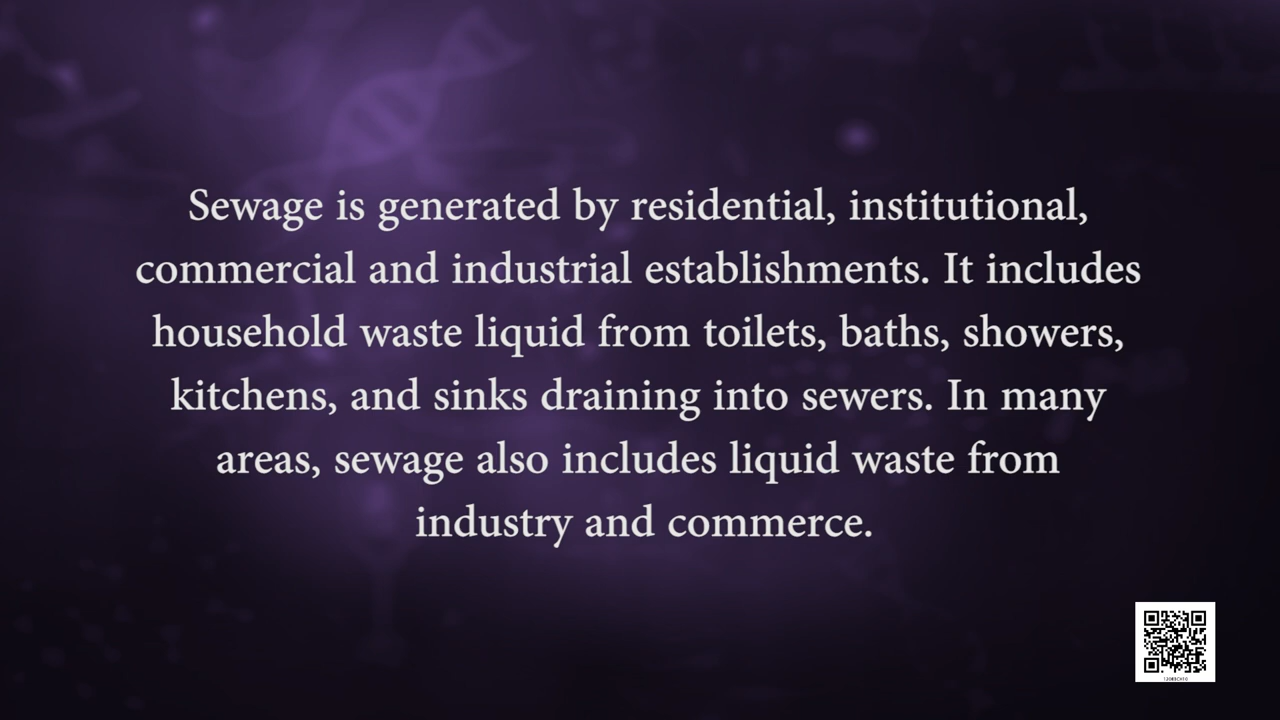 Sewage is generated by residential, institutional,
commercial and industrial establishments. It includes
household waste liquid from toilets, baths, showers,
kitchens, and sinks draining into sewers. In many
areas, sewage also includes liquid waste from
industry and commerce.